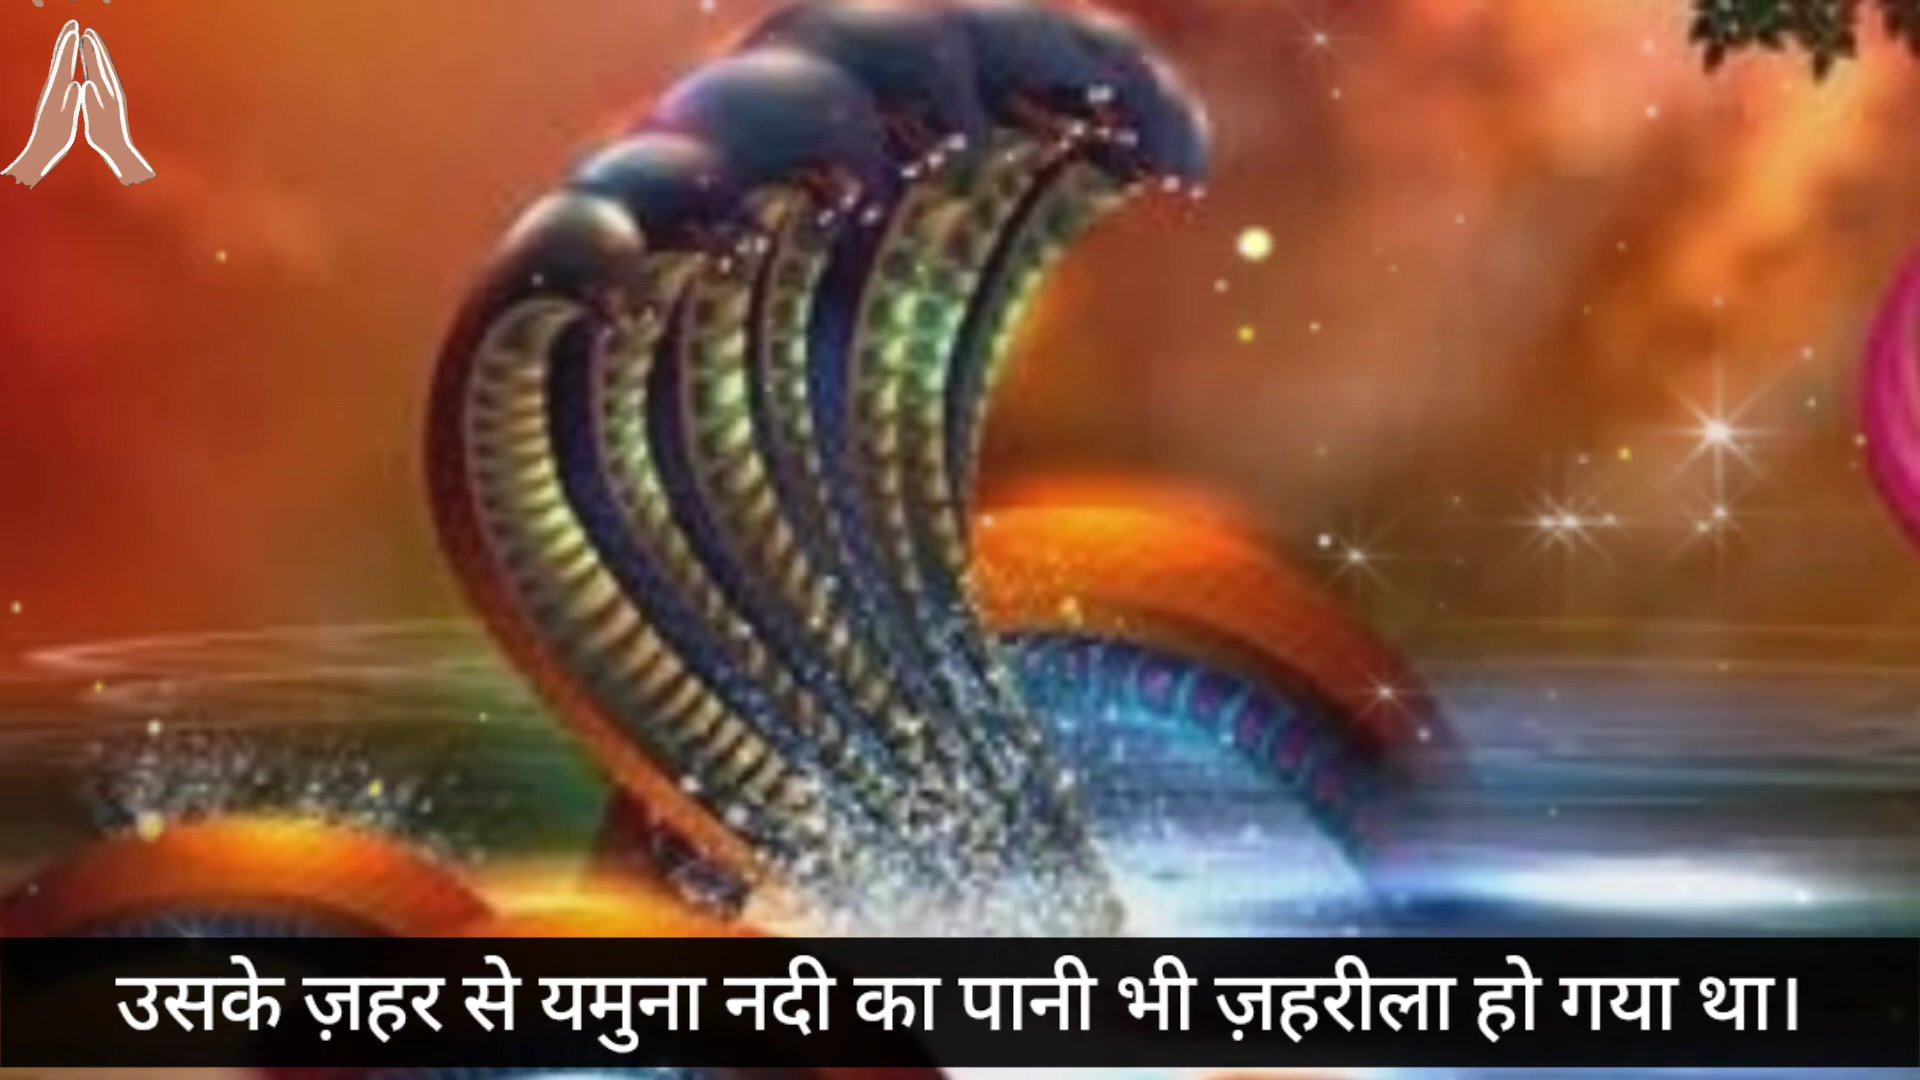 उसके ज़हर से यमुना नदी का पानी भी ज़हरीला हो गया था।